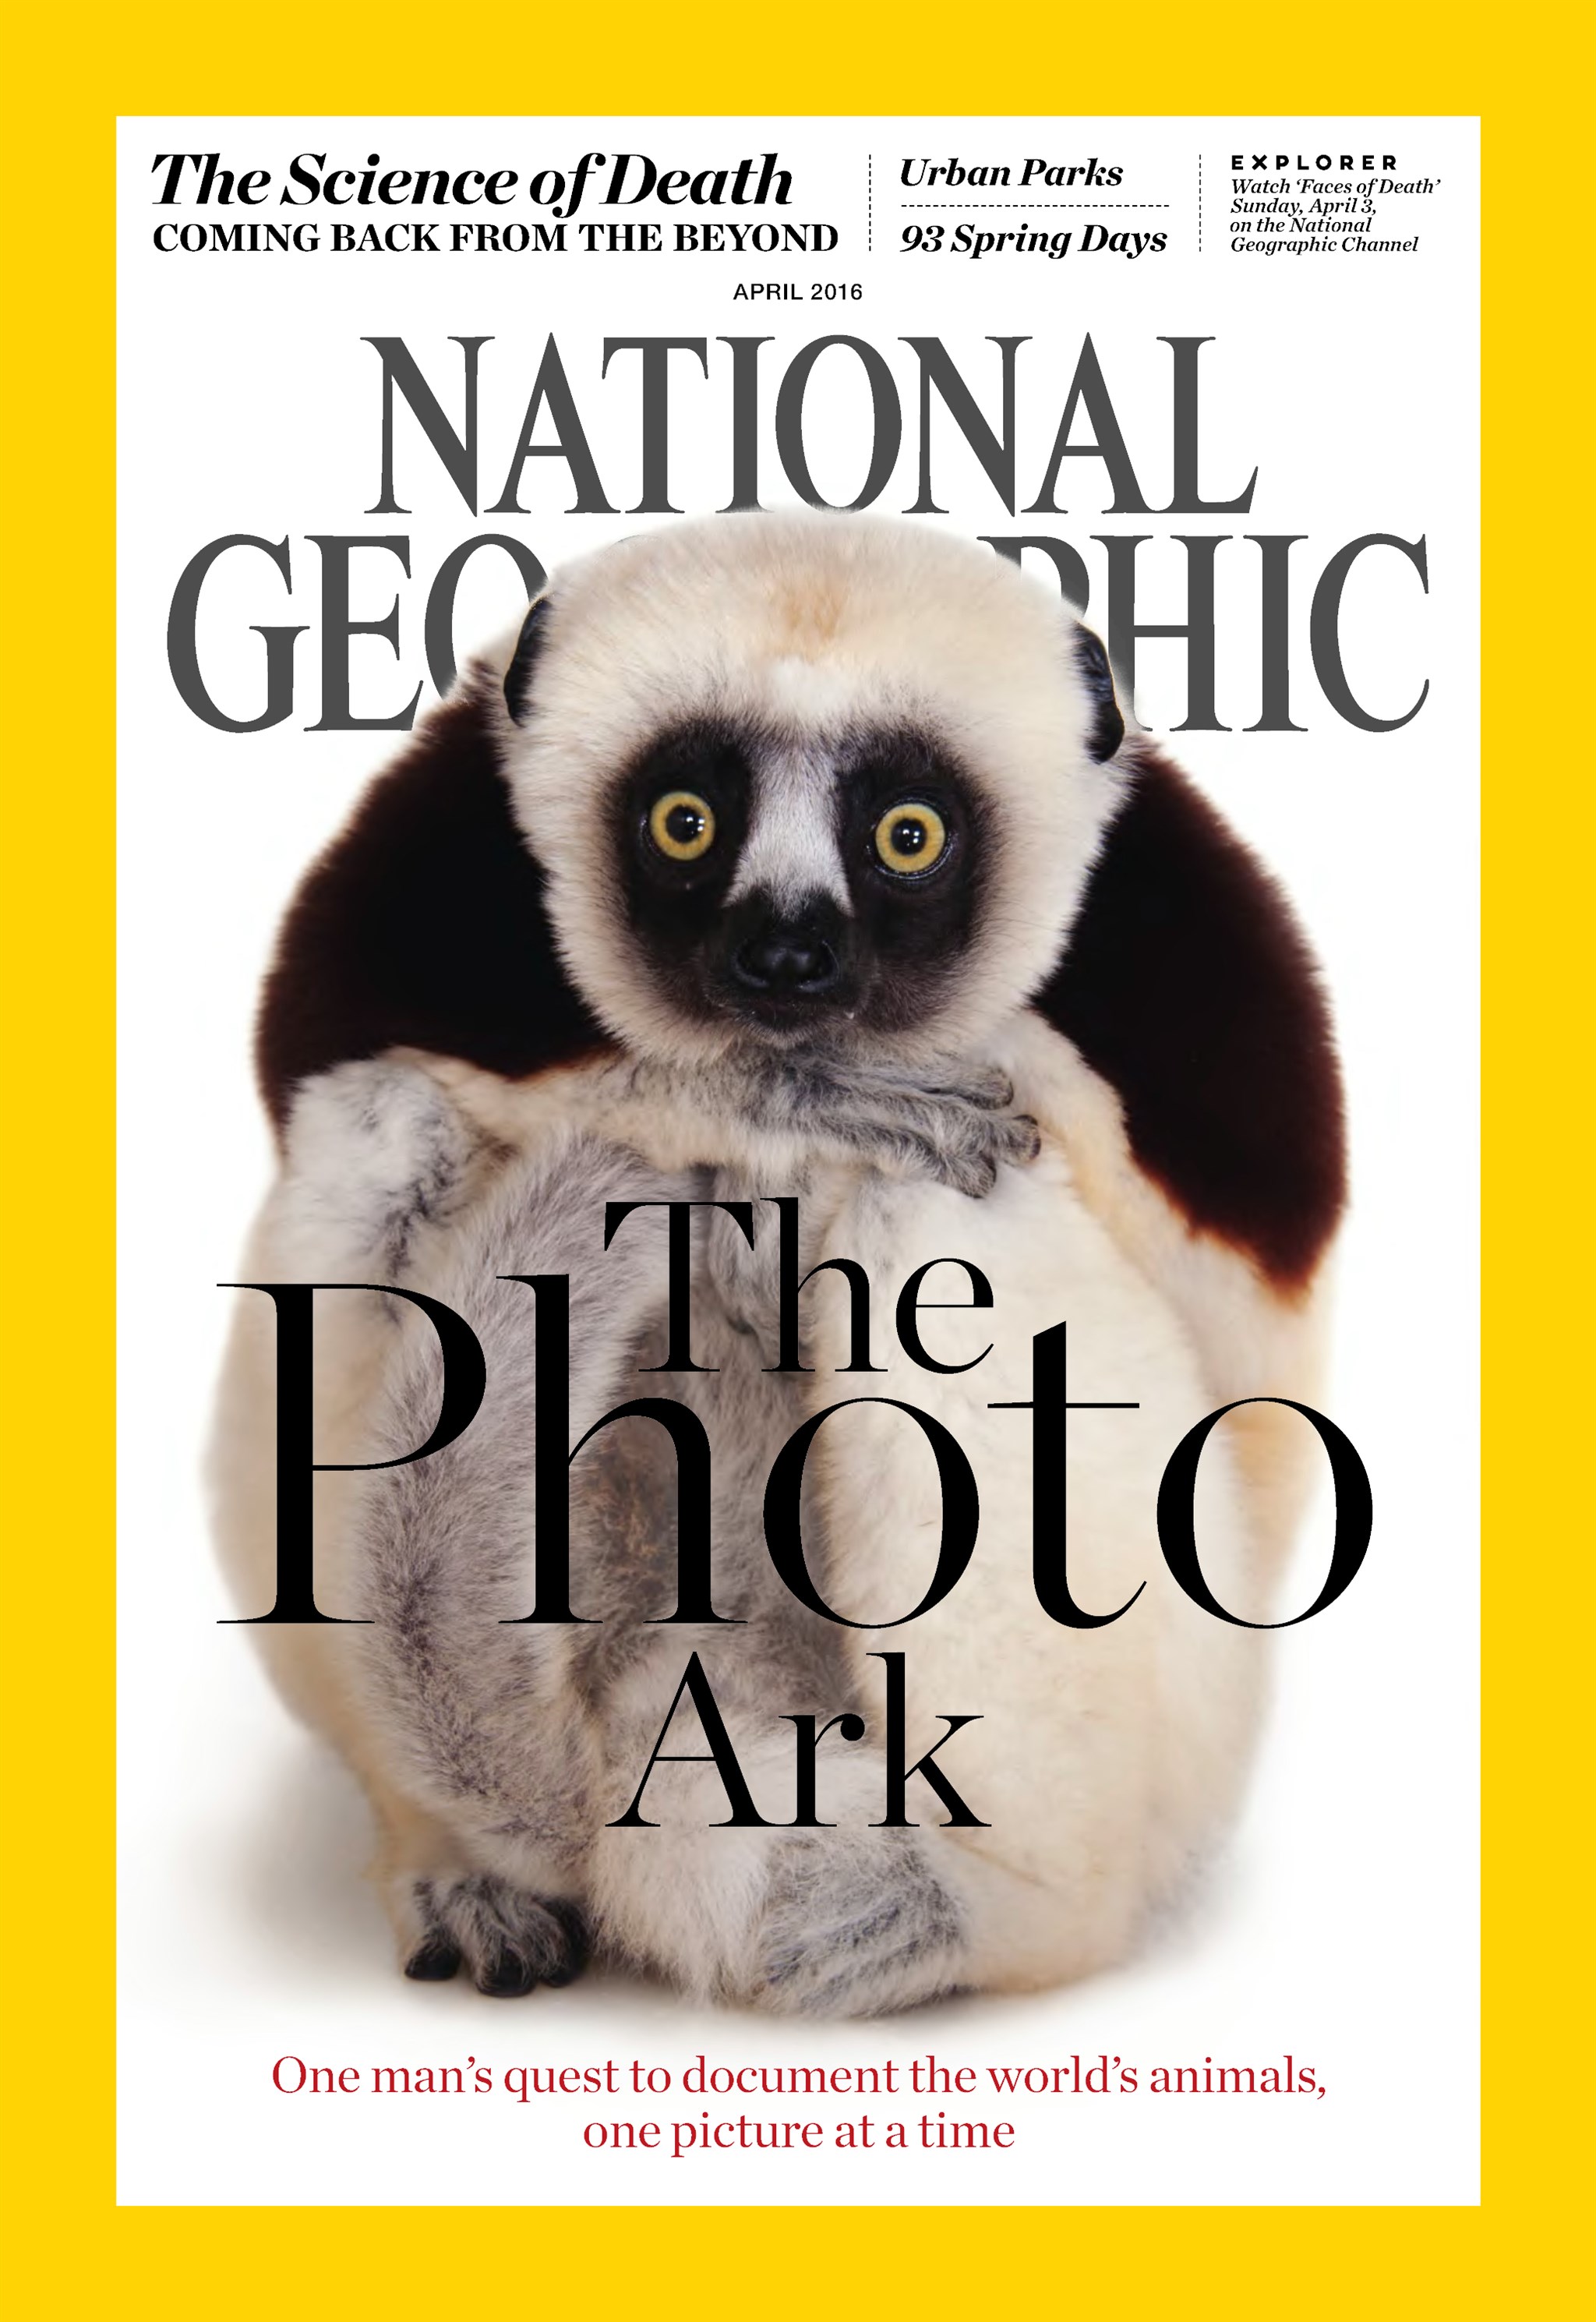 The Science of Death
COMING BACK FROM THE BEYOND
Urban Parks
93 Spring Days
EXPLORER
Watch ‘Faces of Death’
Sunday, April 3,
on the National
Geographic Channel
APRIL 2016
NATIONAL
GEOGRAPHIC
The
Photo
Ark
One man’s quest to document the world’s animals,
one picture at a time